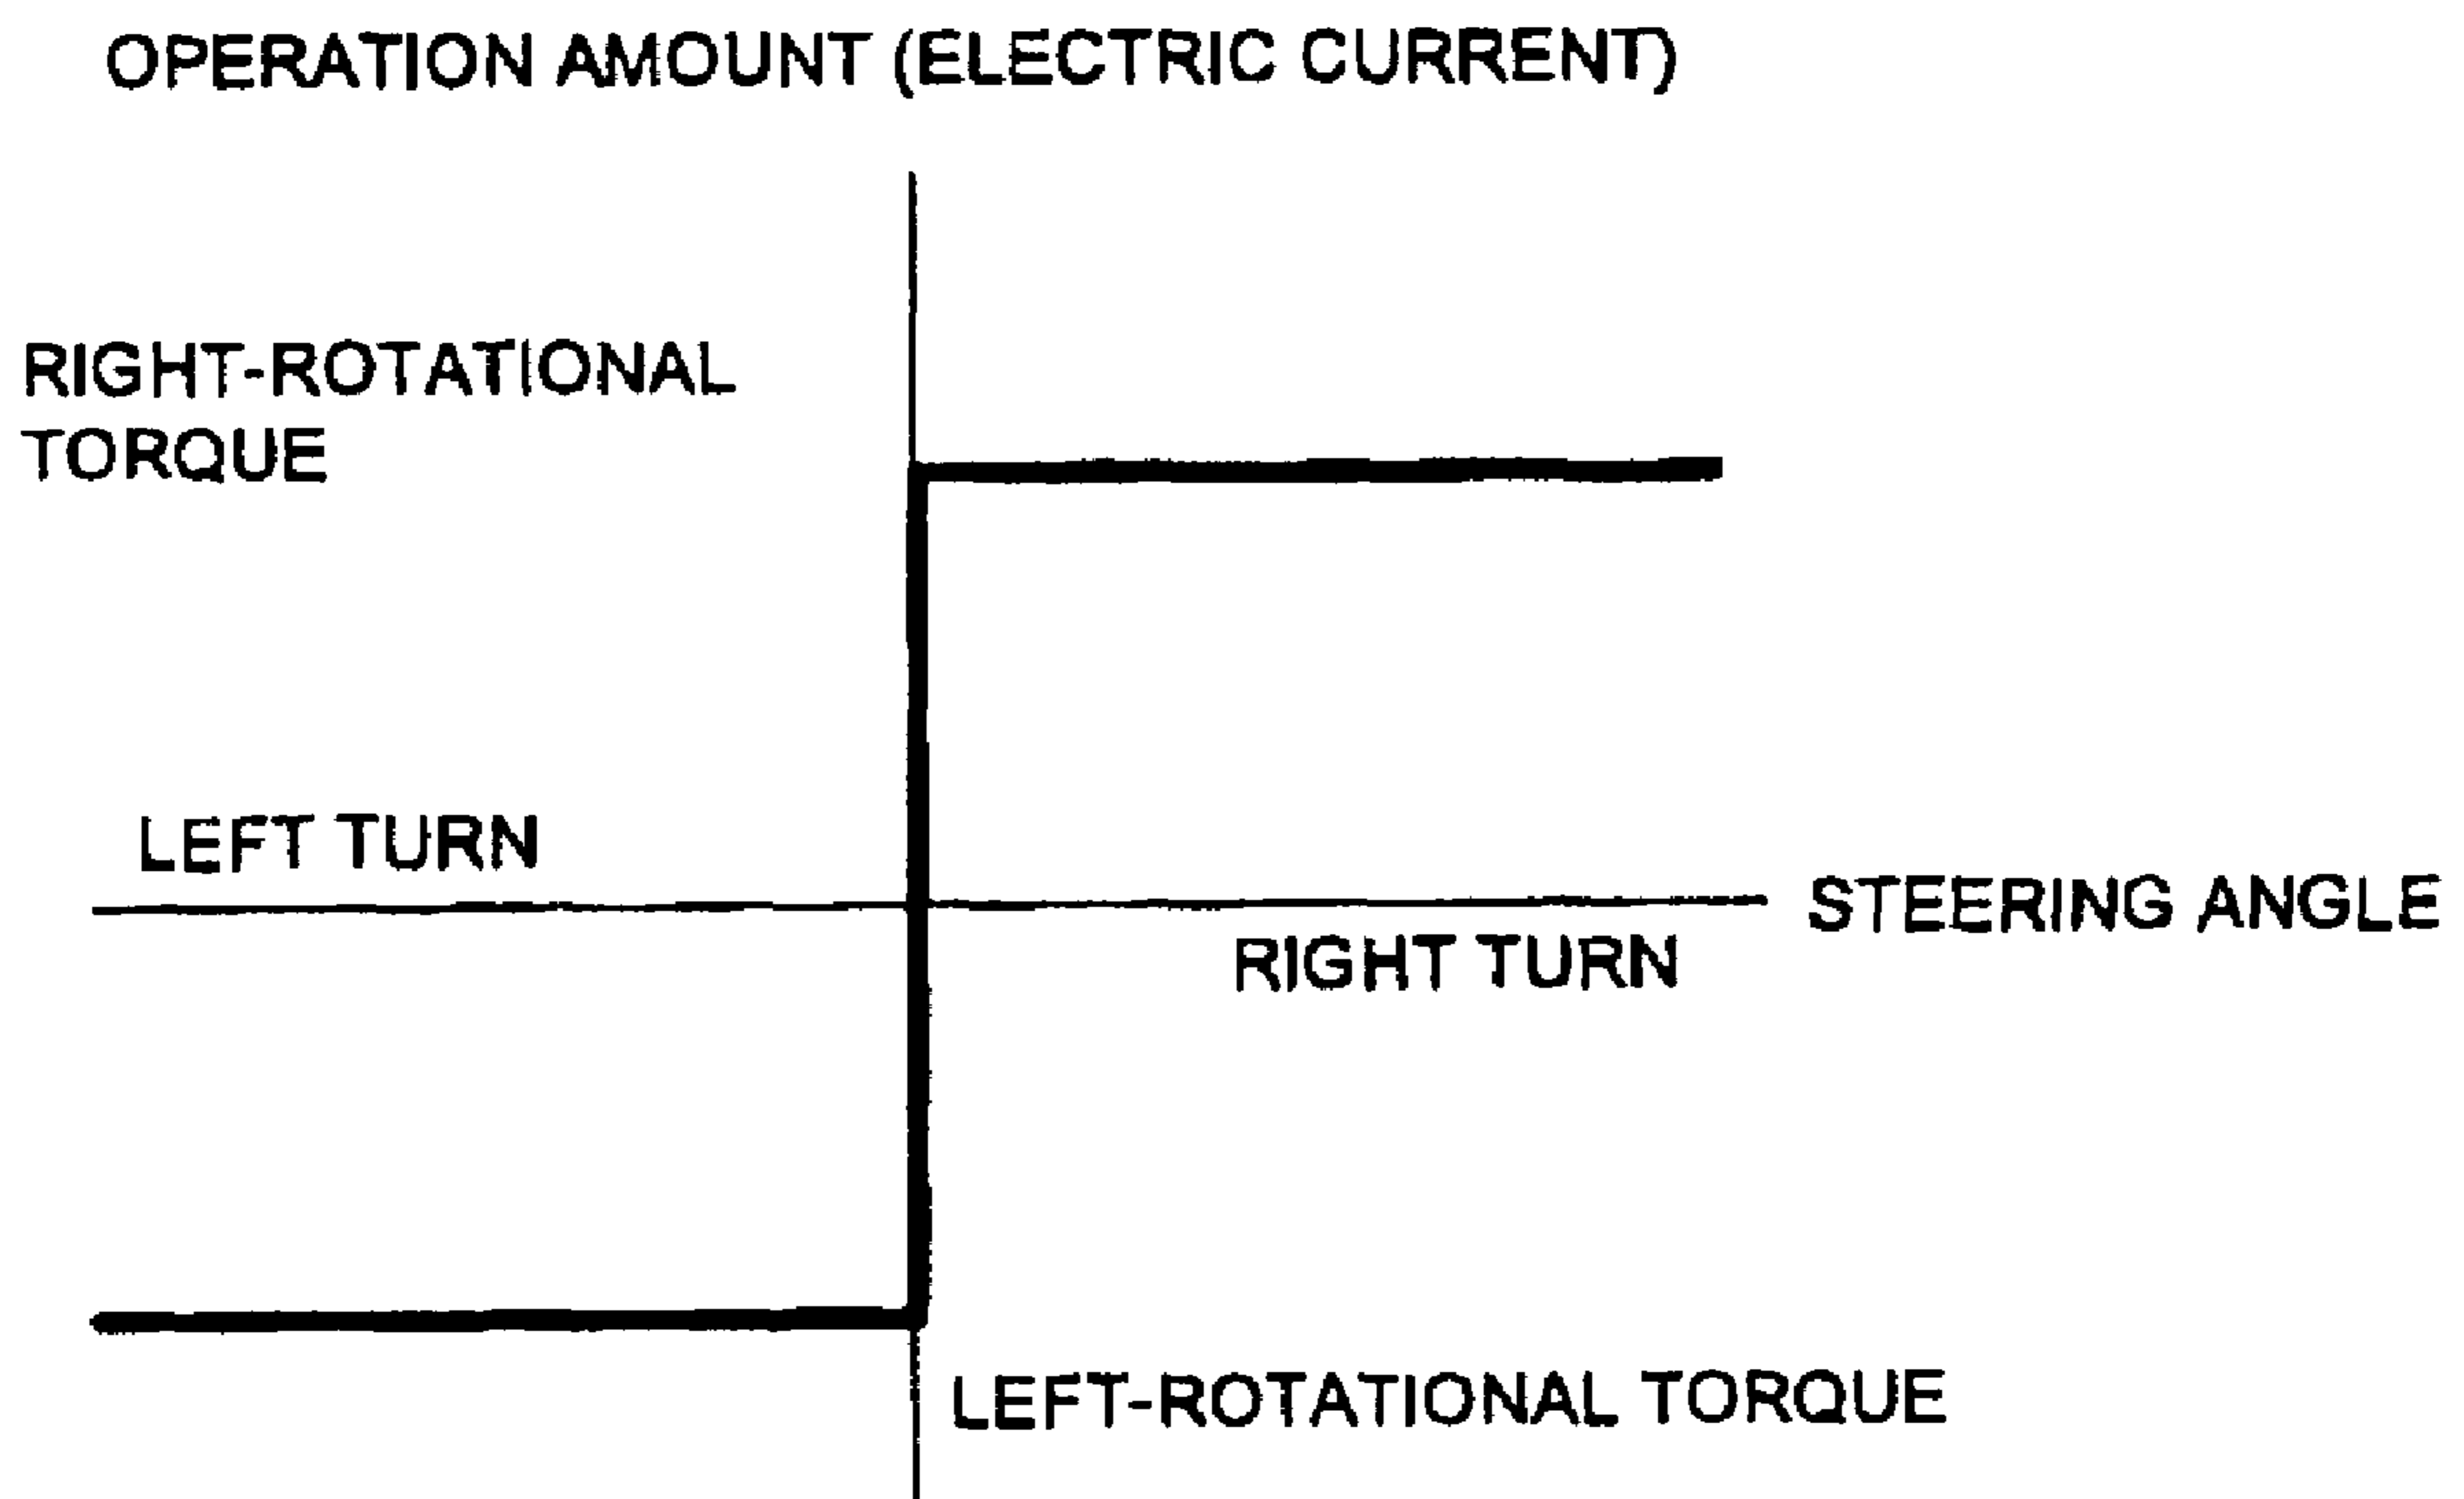 OPERATION AMOUNT (ELECTRIC CURRENT)
RIGHT-ROTATIONAL
TORQUE
LEFT TURN
STEERING ANGLE
RIGHT TURN
LEFT-ROTATIONAL TORQUE